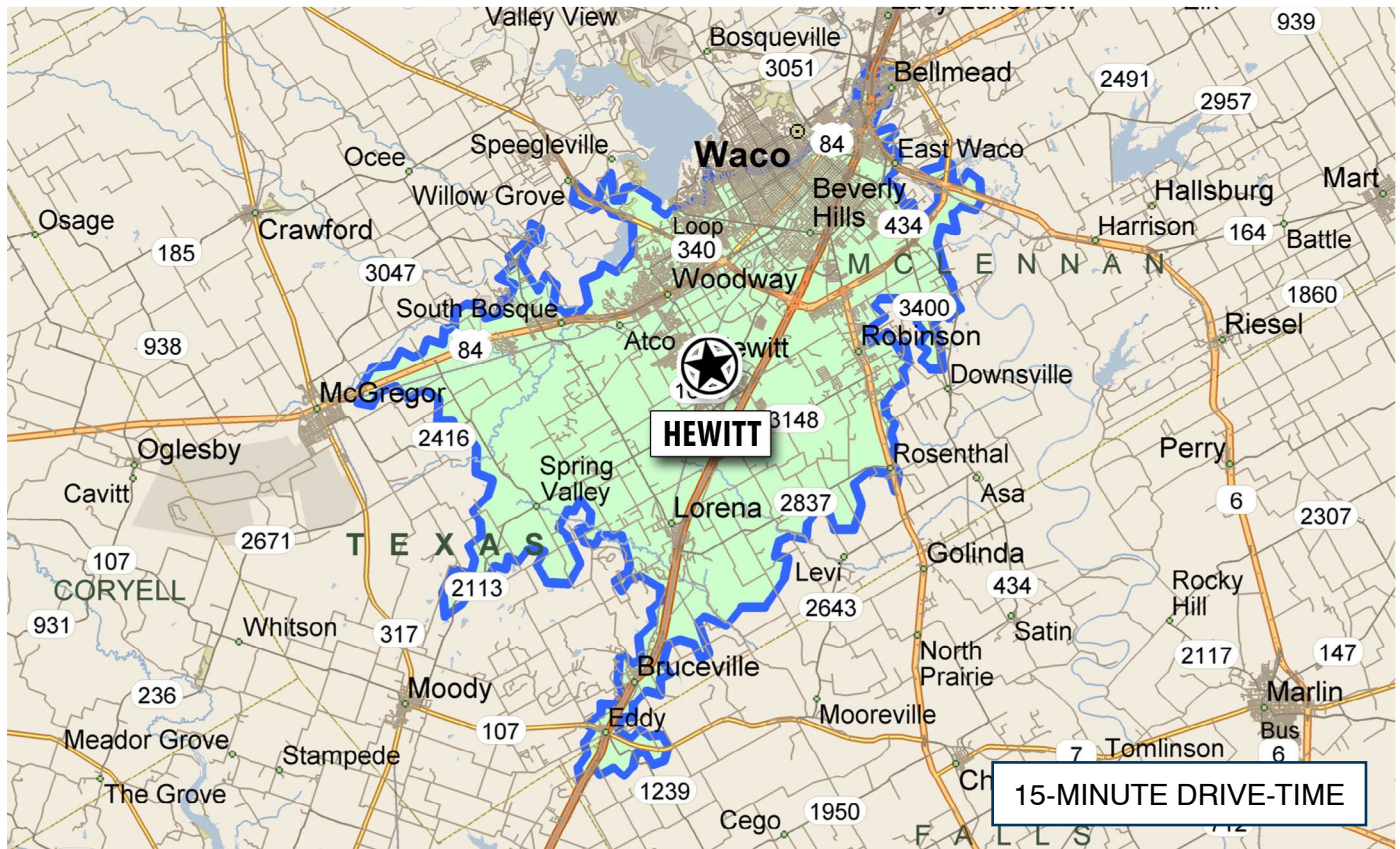 Valley View
939
Bosqueville
3051
Bellmead
2491
2957
Ocee
Speegleville
Waco
84
East Waco
Willow Grove
Beverly
Hills
Hallsburg
Mart
Osage
Crawford
Loop
340
434
Harrison
164
Battle
185
3047
Woodway
MCLENNAN
South Bosque
3400
1860
938
84
Atco
Robinson
Riesel
McGregor
Downsville
HEWITT
3148
2416
Oglesby
Cavitt
Spring
Valley
Rosenthal
Perry
Asa
6
2837
Lorena
2307
2671
TEXAS
107
CORYELL
2113
Levi
Golinda
434
Rocky
Hill
931
Whitson
317
2643
Satin
North
Prairie
2117
147
236
Moody
Bruceville
Marlin
Bus
6
Meador Grove
Stampede
107
Eddy
Mooreville
7
Tomlinson
The Grove
1239
15-MINUTE DRIVE-TIME
Cego
1950
FALLS